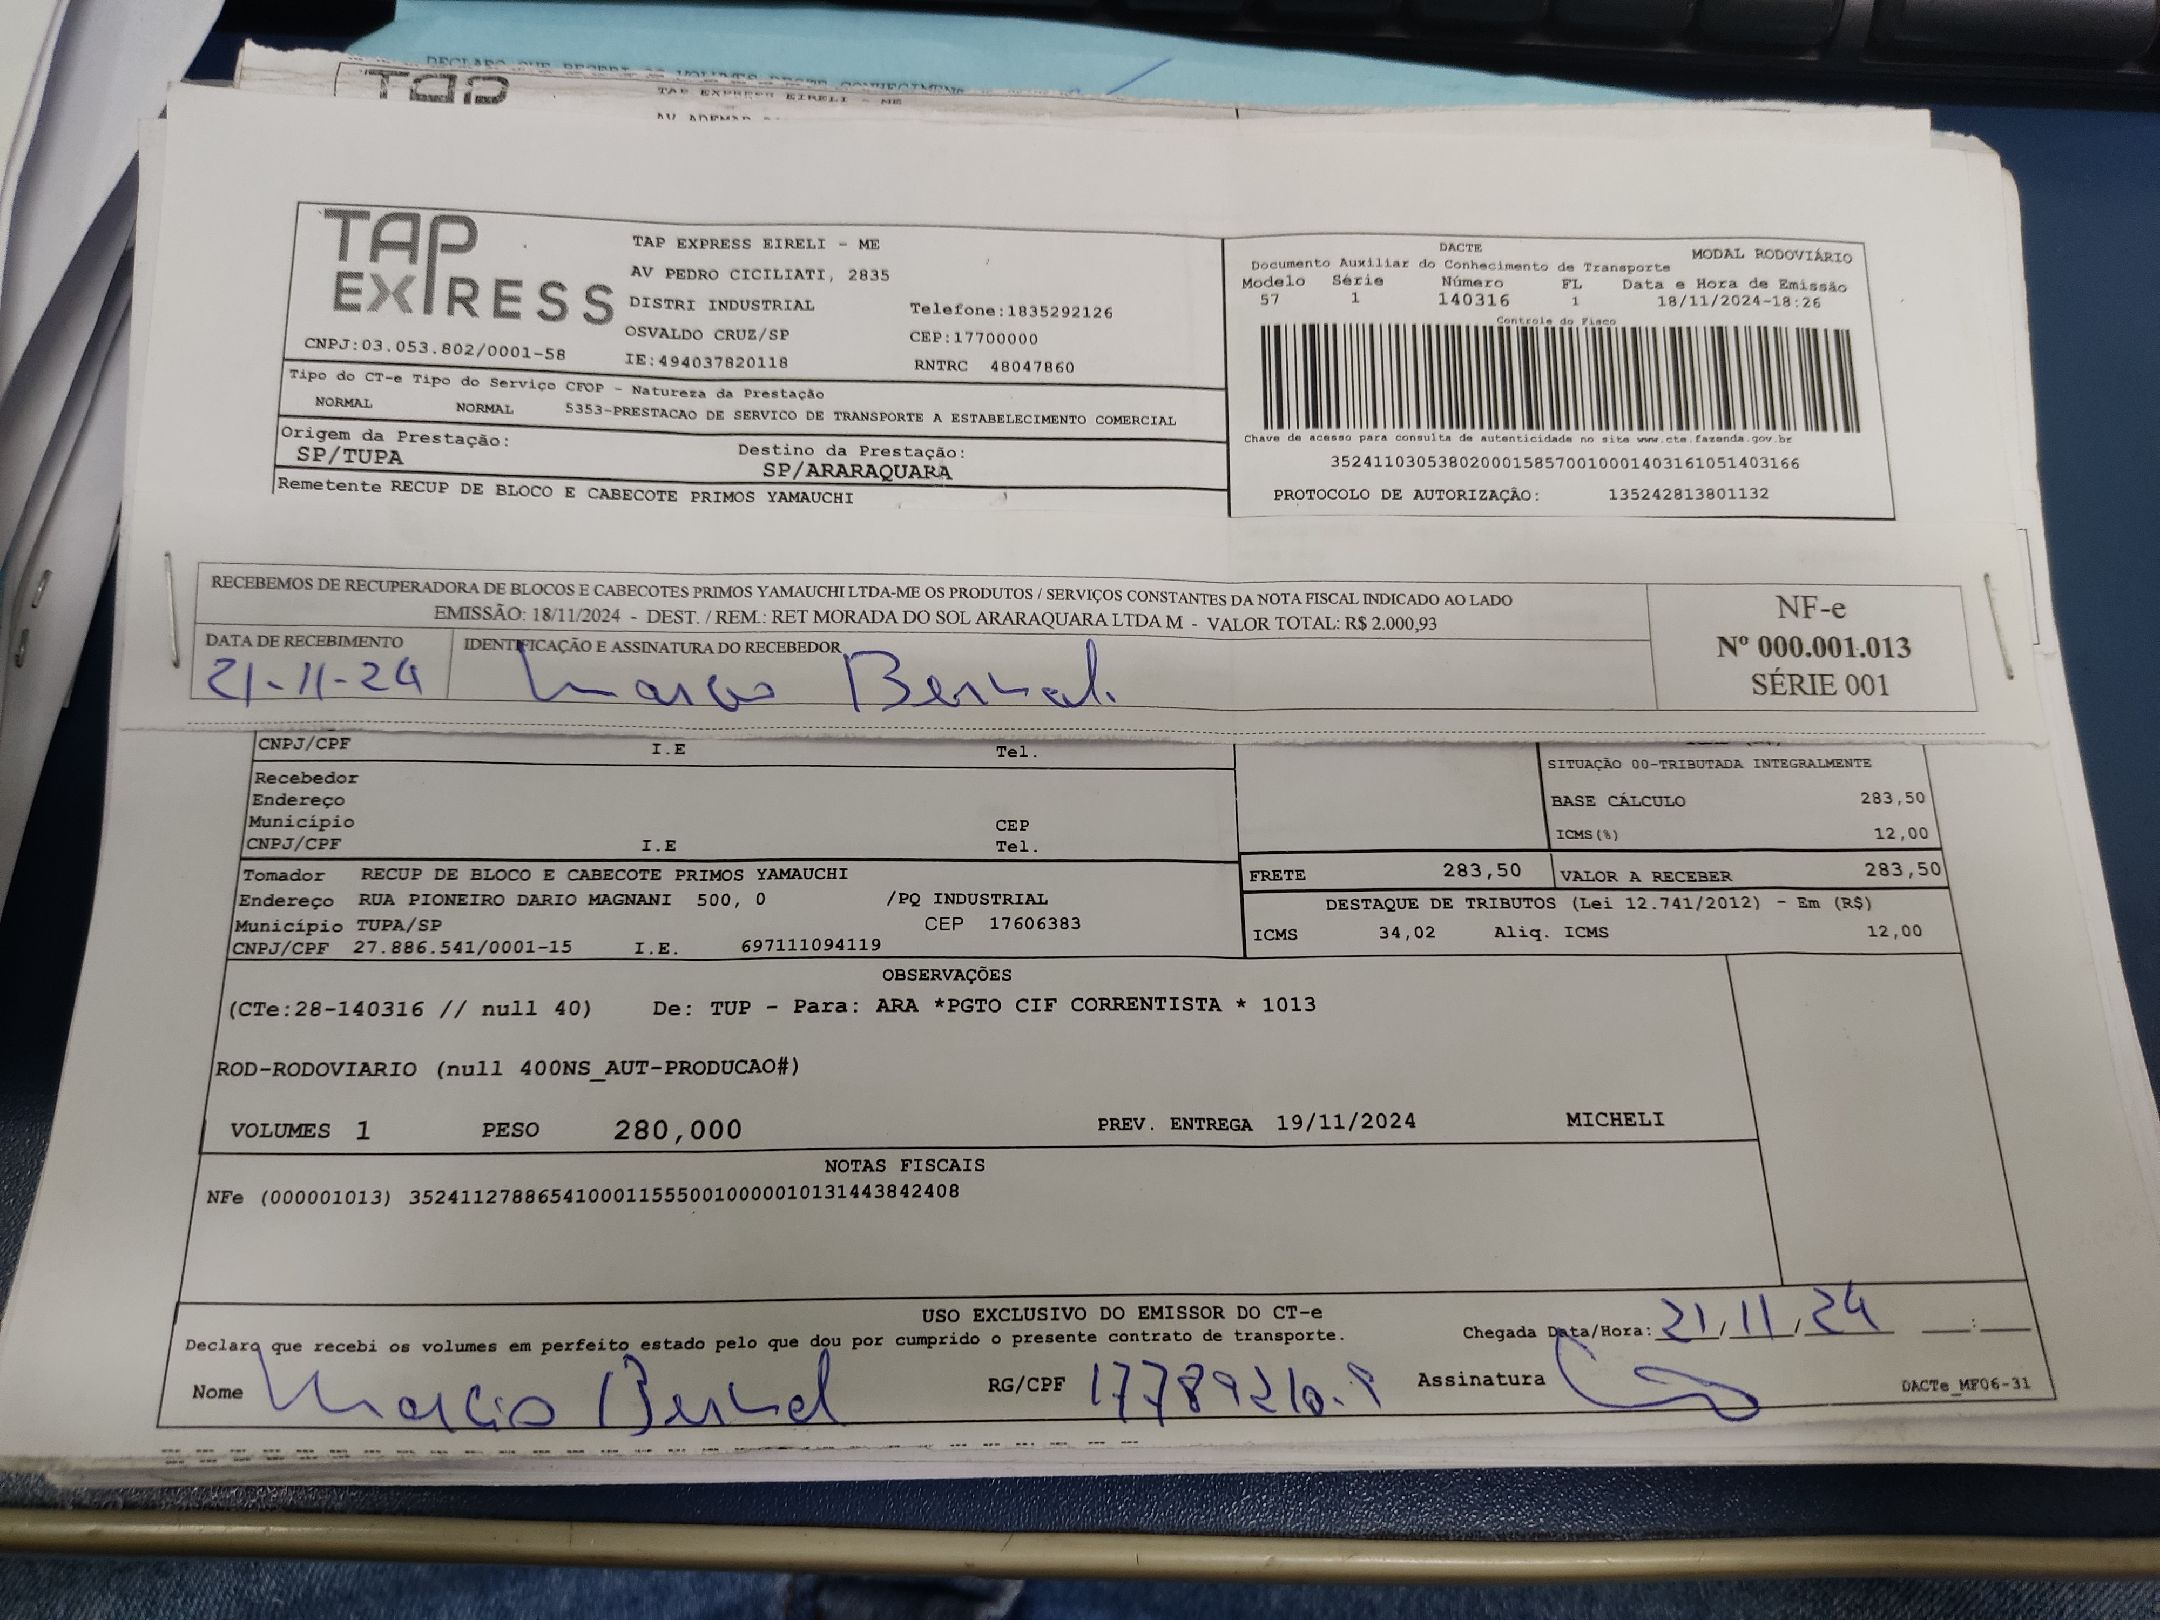 DECLARO QUE RECEBI OS VOLUMES DESTE CONHECIMENTO
TAP
TAP EXPRESS EIRELI - ME
TAP EXPRESS
TAP EXPRESS EIRELI - ME
AV PEDRO CICILIATI, 2835
DISTRI INDUSTRIAL
Telefone:1835292126
OSVALDO CRUZ/SP
CEP:17700000
CNPJ:03.053.802/0001-58
IE:494037820118
RNTRC 48047860
DACTE
MODAL RODOVIÁRIO
Documento Auxiliar do Conhecimento de Transporte
Modelo Série Número FL Data e Hora de Emissão
57 1 140316 1 18/11/2024-18:26
Controle do Fisco
Tipo do CT-e Tipo do Serviço CFOP - Natureza da Prestação
NORMAL NORMAL 5353-PRESTACAO DE SERVICO DE TRANSPORTE A ESTABELECIMENTO COMERCIAL
Chave de acesso para consulta de autenticidade no site www.cte.fazenda.gov.br
35241103053802000158570010001403161051403166
Origem da Prestação: Destino da Prestação:
SP/TUPA SP/ARARAQUARA
PROTOCOLO DE AUTORIZAÇÃO: 135242813801132
Remetente RECUP DE BLOCO E CABECOTE PRIMOS YAMAUCHI
RECEBEMOS DE RECUPERADORA DE BLOCOS E CABECOTES PRIMOS YAMAUCHI LTDA-ME OS PRODUTOS / SERVIÇOS CONSTANTES DA NOTA FISCAL INDICADO AO LADO
EMISSÃO: 18/11/2024 - DEST. / REM.: RET MORADA DO SOL ARARAQUARA LTDA M - VALOR TOTAL: R$ 2.000,93
NF-e
Nº 000.001.013
SÉRIE 001
DATA DE RECEBIMENTO IDENTIFICAÇÃO E ASSINATURA DO RECEBEDOR
21-11-24 Marcio
CNPJ/CPF I.E Tel.
SITUAÇÃO 00-TRIBUTADA INTEGRALMENTE
Recebedor
Endereço
BASE CÁLCULO 283,50
Município CEP
ICMS(%) 12,00
CNPJ/CPF I.E Tel.
Tomador RECUP DE BLOCO E CABECOTE PRIMOS YAMAUCHI
FRETE 283,50 VALOR A RECEBER 283,50
Endereço RUA PIONEIRO DARIO MAGNANI 500, 0 /PQ INDUSTRIAL
DESTAQUE DE TRIBUTOS (Lei 12.741/2012) - Em (R$)
Município TUPA/SP CEP 17606383
ICMS 34,02 Aliq. ICMS 12,00
CNPJ/CPF 27.886.541/0001-15 I.E. 697111094119
OBSERVAÇÕES
(CTe:28-140316 // null 40) De: TUP - Para: ARA *PGTO CIF CORRENTISTA * 1013
ROD-RODOVIARIO (null 400NS_AUT-PRODUCAO#)
VOLUMES 1 PESO 280,000 PREV. ENTREGA 19/11/2024 MICHELI
NOTAS FISCAIS
NFe (000001013) 35241127886541000115550010000010131443842408
USO EXCLUSIVO DO EMISSOR DO CT-e
Declaro que recebi os volumes em perfeito estado pelo que dou por cumprido o presente contrato de transporte.
Chegada Data/Hora: 21/11/24 __:__
Nome Marcio RG/CPF Assinatura
DACTe_MF06-31